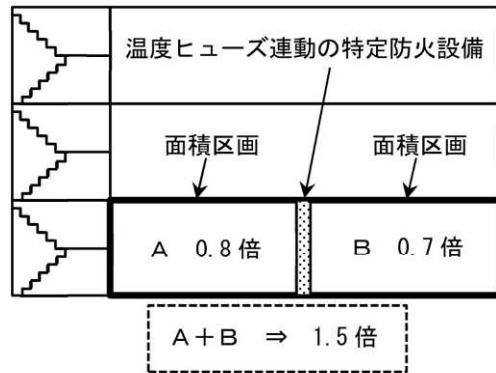 温度ヒューズ連動の特定防火設備
面積区画
面積区画
A 0.8倍
B 0.7倍
A+B ⇒ 1.5倍